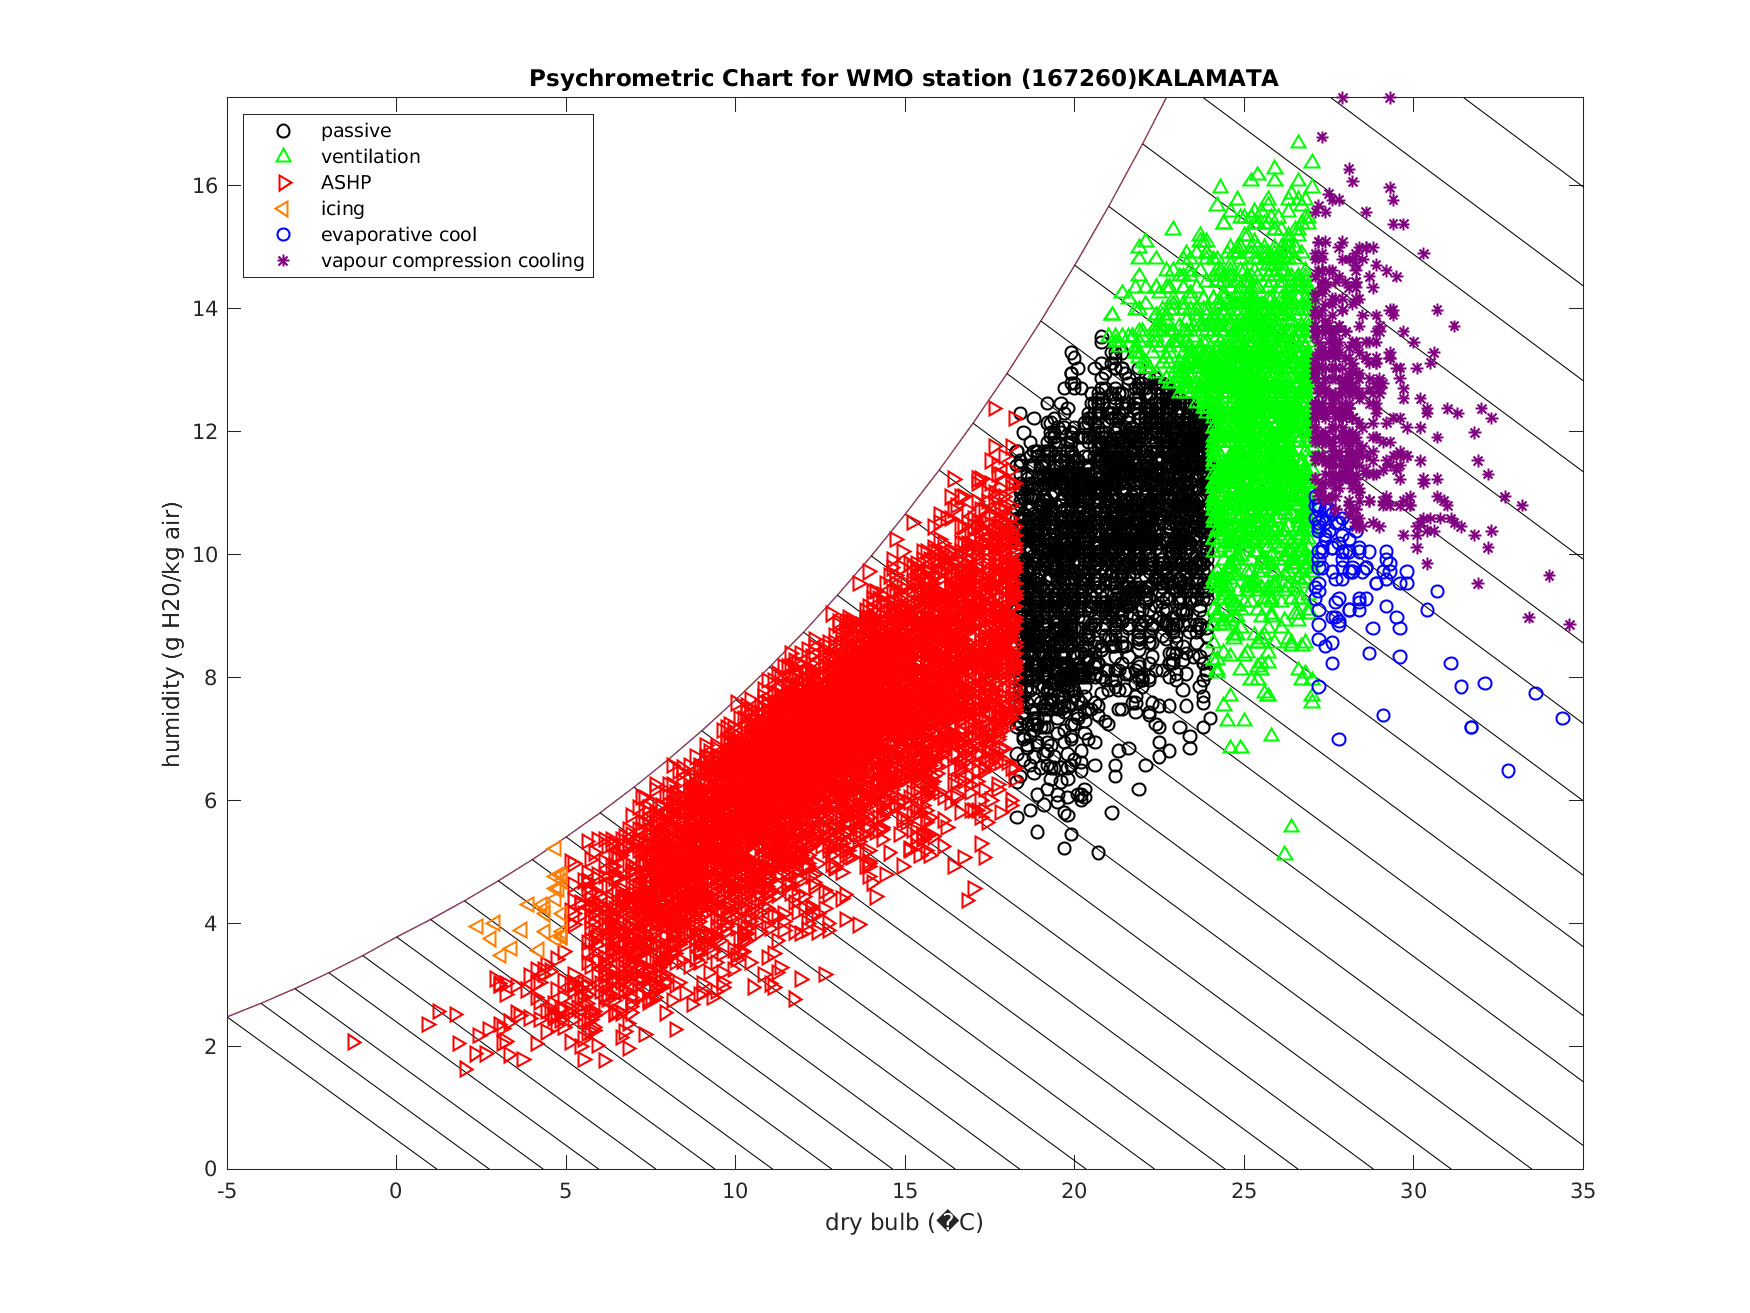 Psychrometric Chart for WMO station (167260)KALAMATA
passive
ventilation
ASHP
icing
evaporative cool
vapour compression cooling
humidity (g H20/kg air)
16
14
12
10
8
6
4
2
0
-5 0 5 10 15 20 25 30 35
dry bulb (�C)